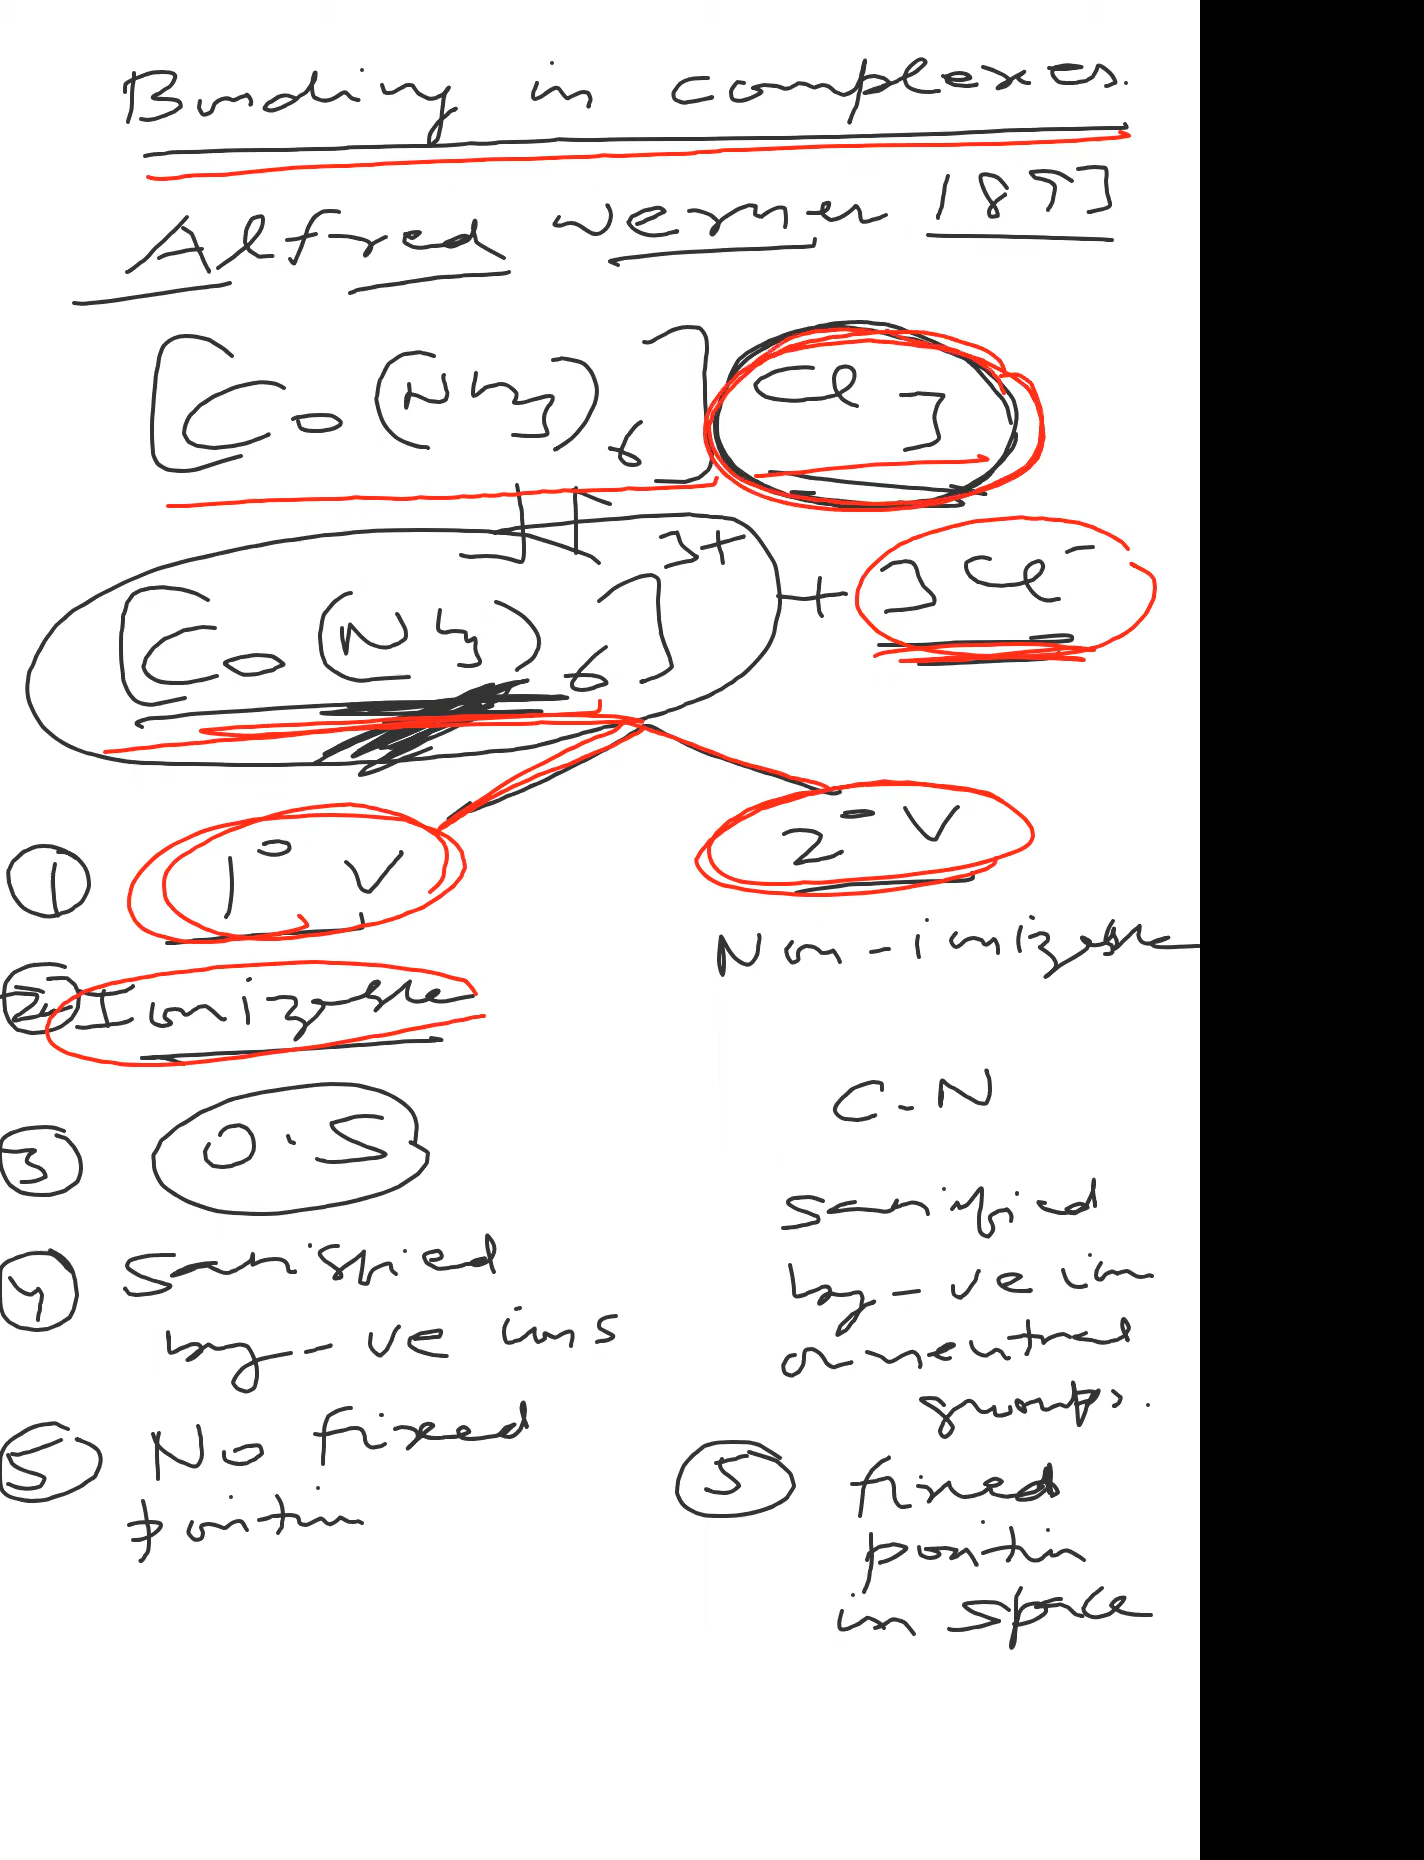 Bonding in complexes.
Alfred Werner 1893
[Co(NH3)6]Cl3
[Co(NH3)6]3+ + 3Cl-
① 1° V
2° V
② Ionizable
Non-ionizable
③ O.S
C-N
④ Satisfied
by -ve ions
Satisfied
by -ve ion
or neutral
groups.
⑤ No fixed
position
⑤ fixed
position
in space